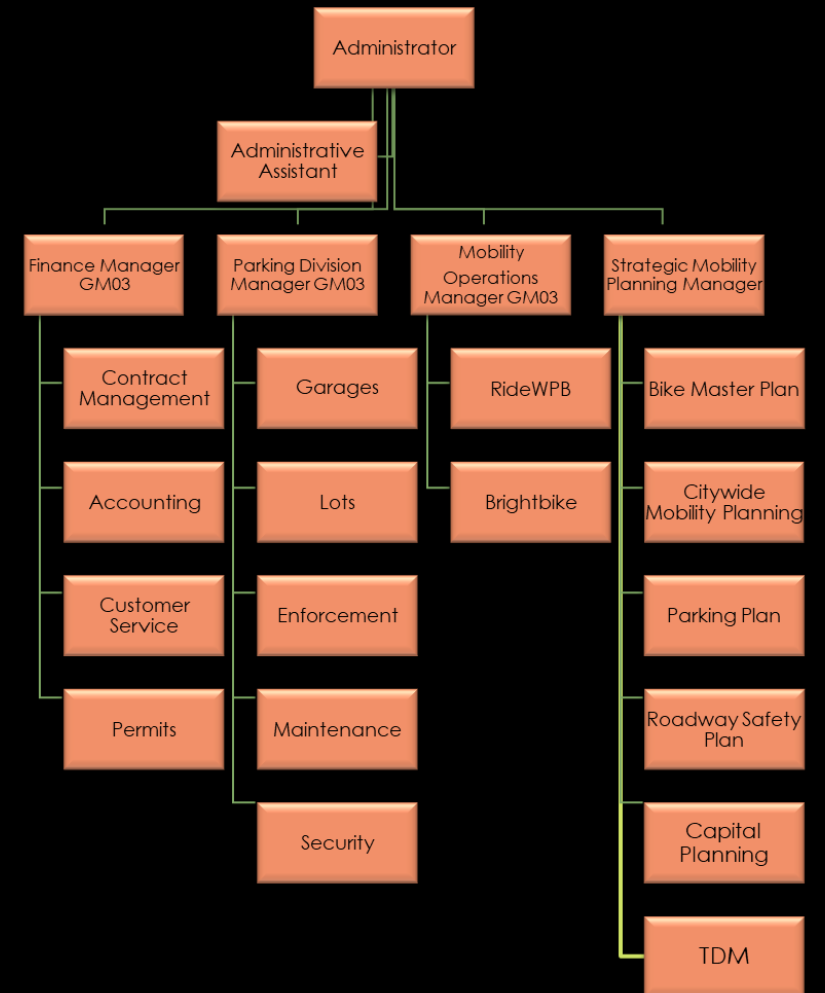 Administrator
Administrative
Assistant
Finance Manager
GM03
Parking Division
Manager GM03
Mobility
Operations
Manager GM03
Strategic Mobility
Planning Manager
Contract
Management
Accounting
Customer
Service
Permits
Garages
Lots
Enforcement
Maintenance
Security
RideWPB
Brightbike
Bike Master Plan
Citywide
Mobility Planning
Parking Plan
Roadway Safety
Plan
Capital
Planning
TDM